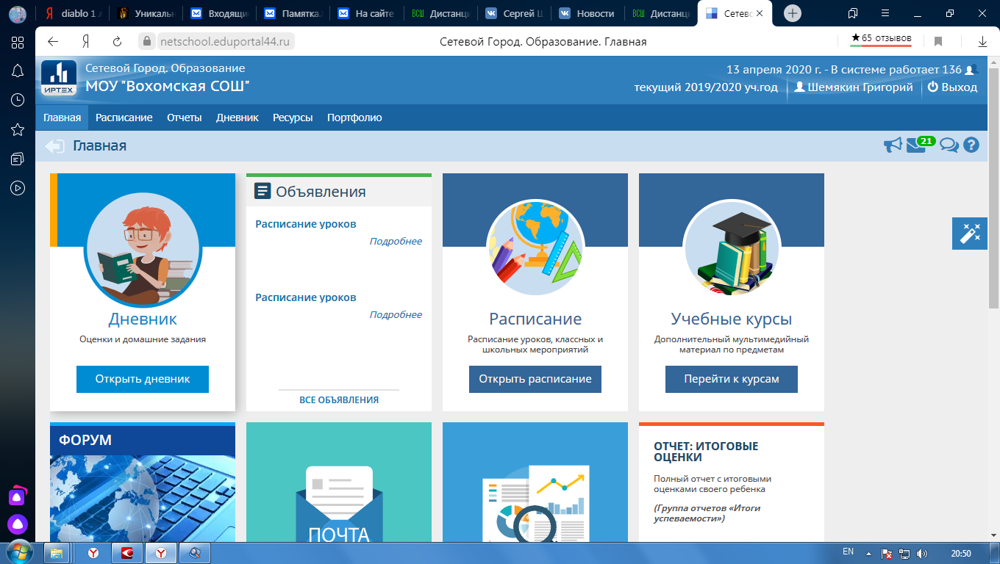 diablo 1 л
Уникальн
Входящи
Памятка.
На сайте
ВСШ Дистанци
Сергей Ш
Новости
ВСШ Дистанци
Сетево
netschool.eduportal44.ru
Сетевой Город. Образование. Главная
★65 отзывов
ИРТЕХ
Сетевой Город. Образование
МОУ "Вохомская СОШ"
13 апреля 2020 г. - В системе работает 136
текущий 2019/2020 уч.год
Шемякин Григорий
Выход
Главная Расписание Отчеты Дневник Ресурсы Портфолио
Главная
21
Дневник
Оценки и домашние задания
Открыть дневник
Объявления
Расписание уроков
Подробнее
Расписание уроков
Подробнее
ВСЕ ОБЪЯВЛЕНИЯ
Расписание
Расписание уроков, классных и
школьных мероприятий
Открыть расписание
Учебные курсы
Дополнительный мультимедийный
материал по предметам
Перейти к курсам
ФОРУМ
ПОЧТА
ОТЧЕТ: ИТОГОВЫЕ
ОЦЕНКИ
Полный отчет с итоговыми
оценками своего ребенка
(Группа отчетов «Итоги
успеваемости»)
EN
20:50